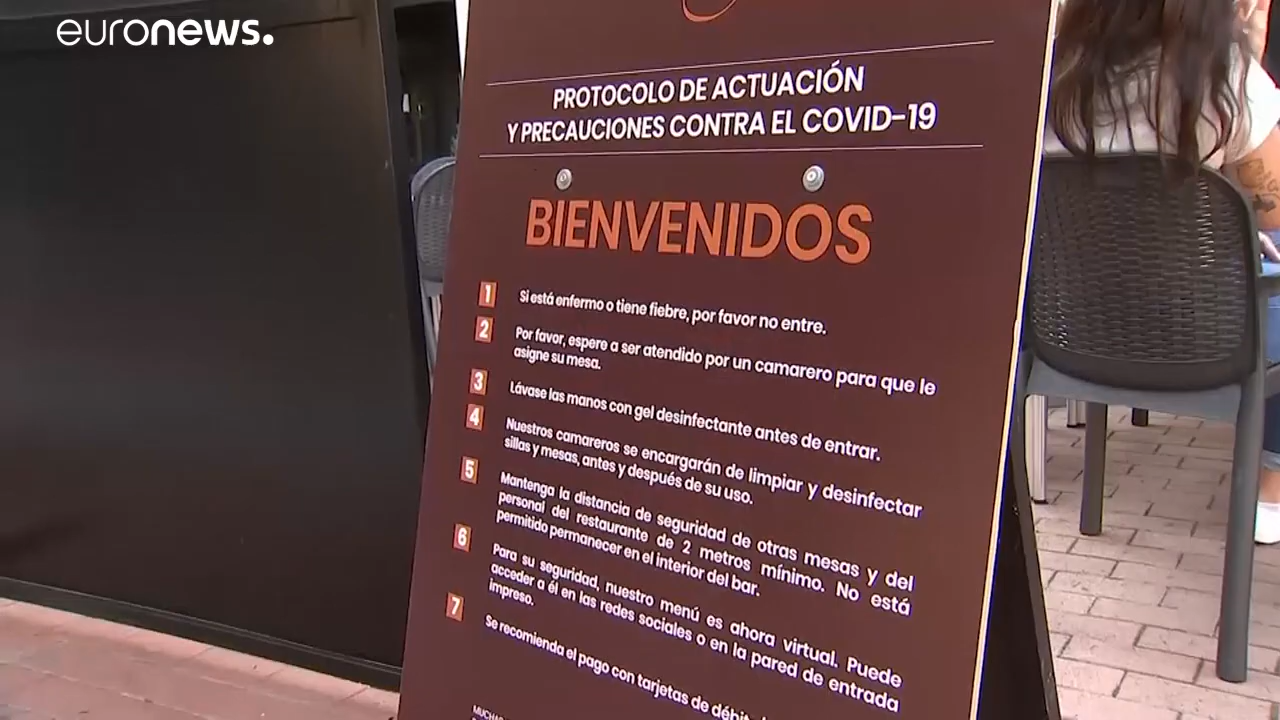 euronews.
PROTOCOLO DE ACTUACIÓN
Y PRECAUCIONES CONTRA EL COVID-19
BIENVENIDOS
1 Si está enfermo o tiene fiebre, por favor no entre.
2 Por favor, espere a ser atendido por un camarero para que le
asigne su mesa.
3 Lávase las manos con gel desinfectante antes de entrar.
4 Nuestros camareros se encargarán de limpiar y desinfectar
sillas y mesas, antes y después de su uso.
5 Mantenga la distancia de seguridad de otras mesas y del
personal del restaurante de 2 metros mínimo. No está
permitido permanecer en el interior del bar.
6 Para su seguridad, nuestro menú es ahora virtual. Puede
acceder a él en las redes sociales o en la pared de entrada
impreso.
7 Se recomienda el pago con tarjetas de